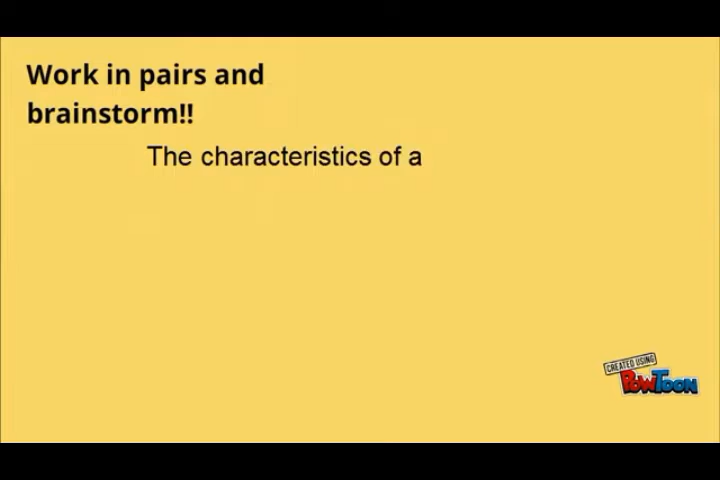 Work in pairs and
brainstorm!!
The characteristics of a
CREATED USING
POWTOON